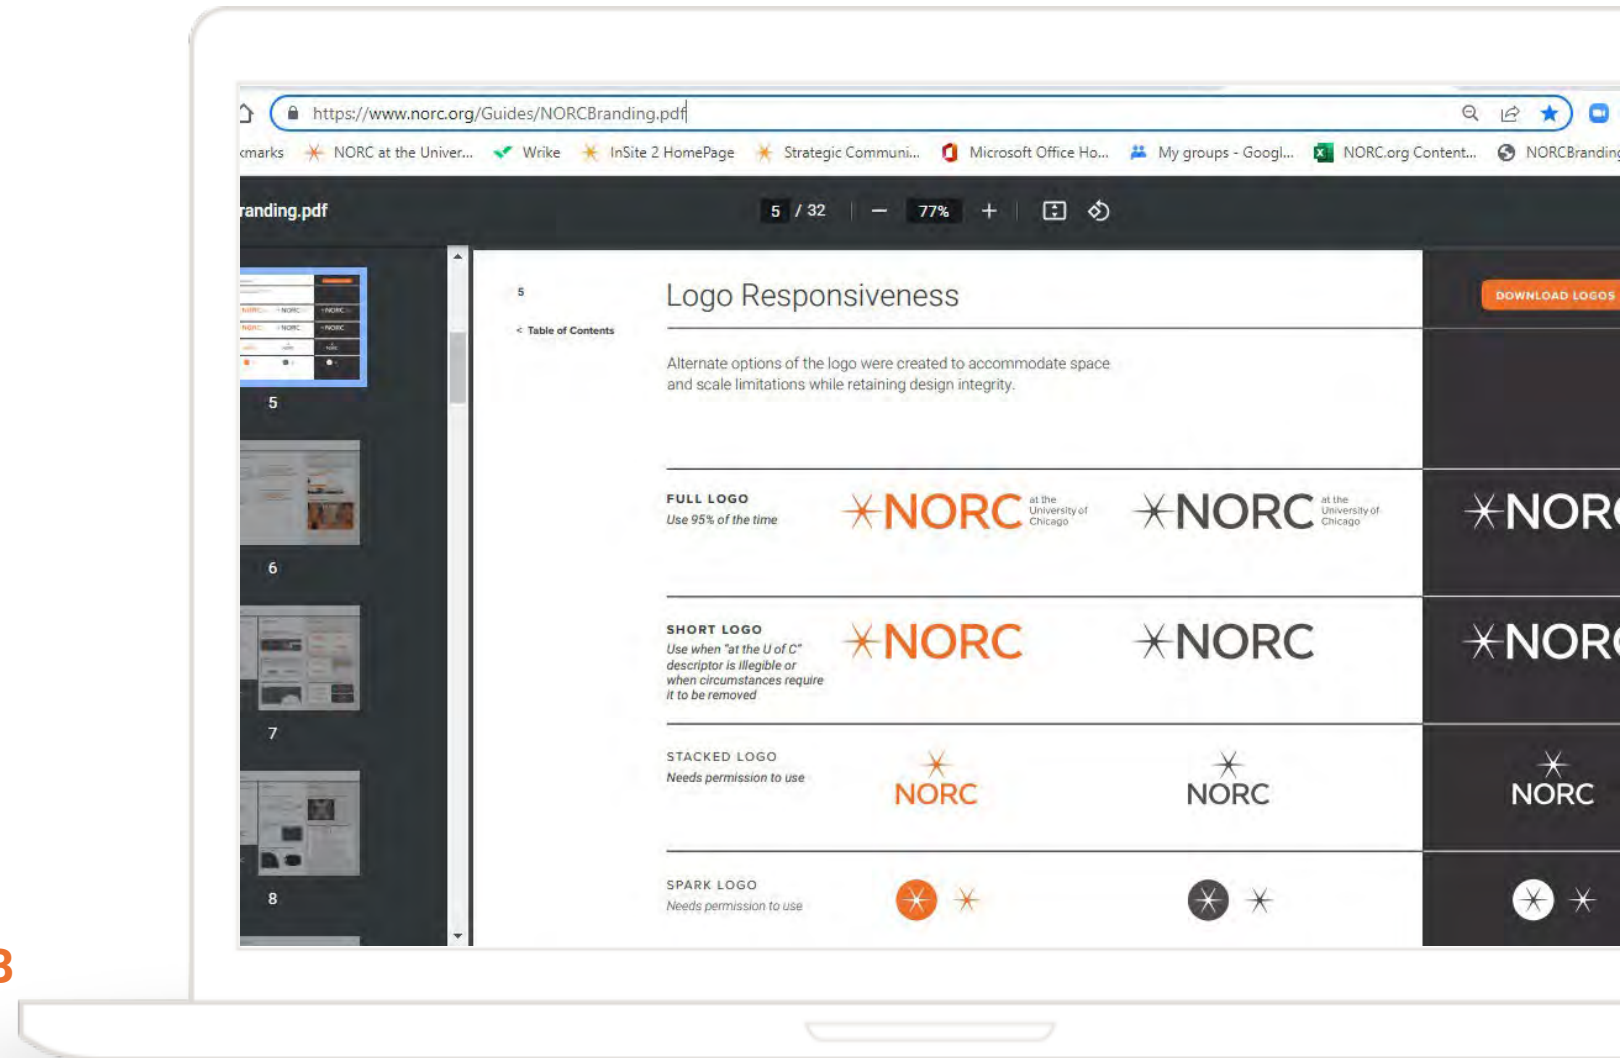 https://www.norc.org/Guides/NORCBranding.pdf
kmarks NORC at the Univer... Wrike InSite 2 HomePage Strategic Communi... Microsoft Office Ho... My groups - Googl... NORC.org Content... NORCBranding
randing.pdf 5 / 32 77%
5
6
7
8
5
< Table of Contents
Logo Responsiveness
DOWNLOAD LOGOS
Alternate options of the logo were created to accommodate space
and scale limitations while retaining design integrity.
FULL LOGO
Use 95% of the time
NORC at the
University of
Chicago
NORC at the
University of
Chicago
NORC
SHORT LOGO
Use when "at the U of C"
descriptor is illegible or
when circumstances require
it to be removed
NORC
NORC
NORC
STACKED LOGO
Needs permission to use
NORC
NORC
NORC
SPARK LOGO
Needs permission to use
3